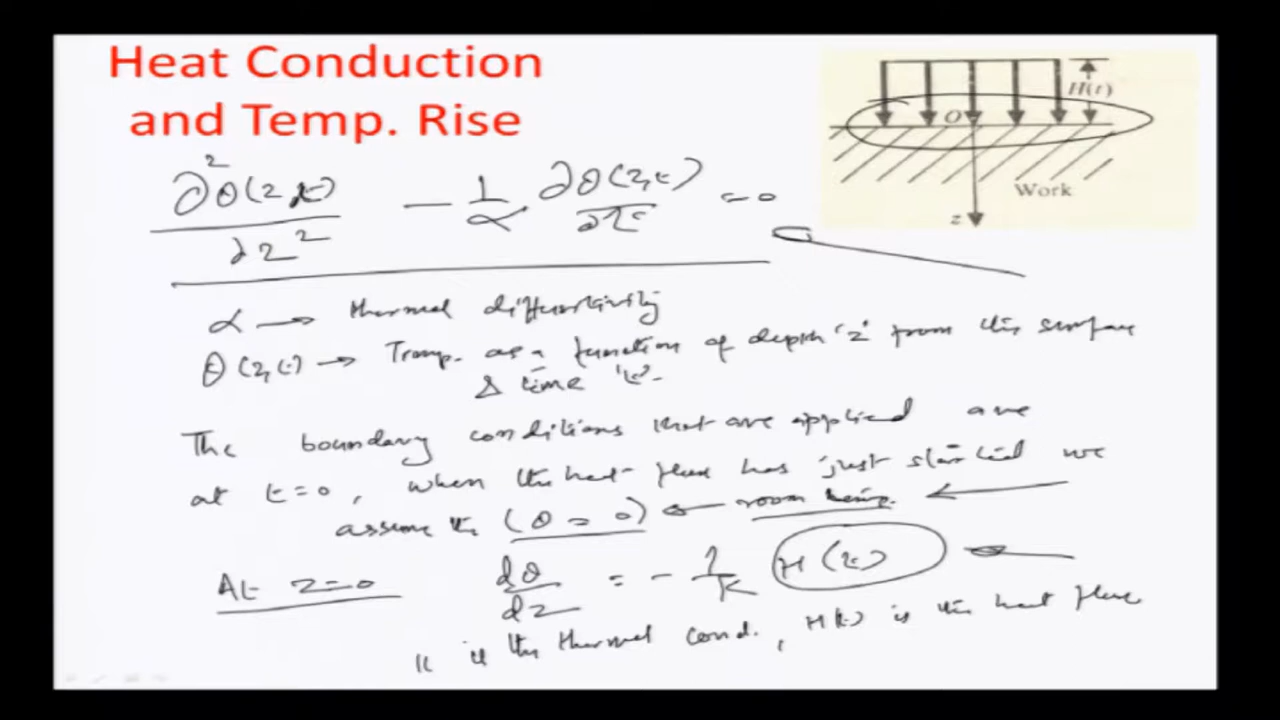 Heat Conduction
and Temp. Rise
H(t)
O
Work
z
∂²θ(z,t)/∂z² - 1/α ∂θ(z,t)/∂t = 0
α → thermal diffusitivity
θ(z,t) → Temp. as a function of depth 'z' from the surface
& time 't'.
The boundary conditions that are applied are
at t=0, when the heat flux has just started we
assume the (θ = 0) ← room temp.
At z=0 dθ/dz = - 1/k H(t)
k is the thermal cond., H(t) is the heat flux